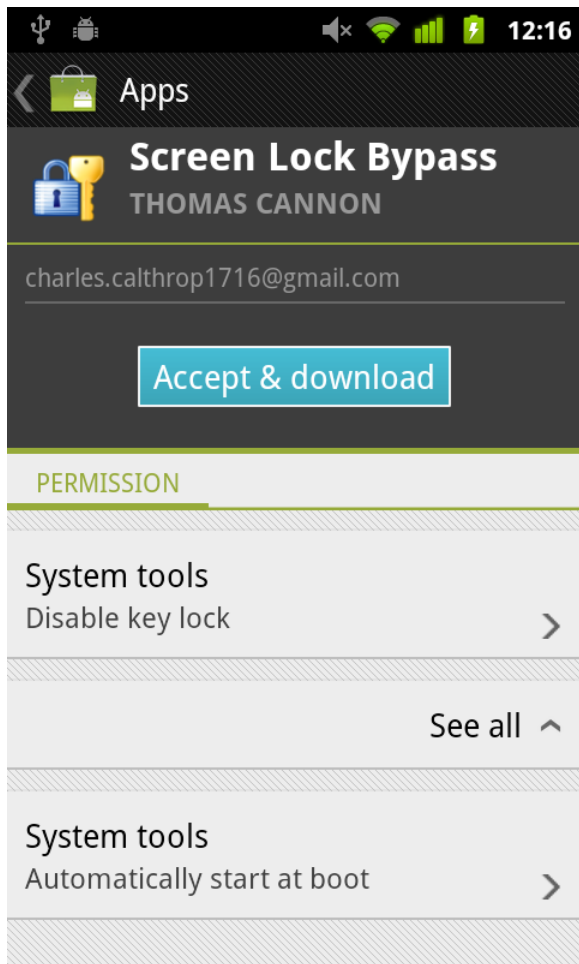 12:16
Apps
Screen Lock Bypass
THOMAS CANNON
charles.calthrop1716@gmail.com
Accept & download
PERMISSION
System tools
Disable key lock
See all
System tools
Automatically start at boot